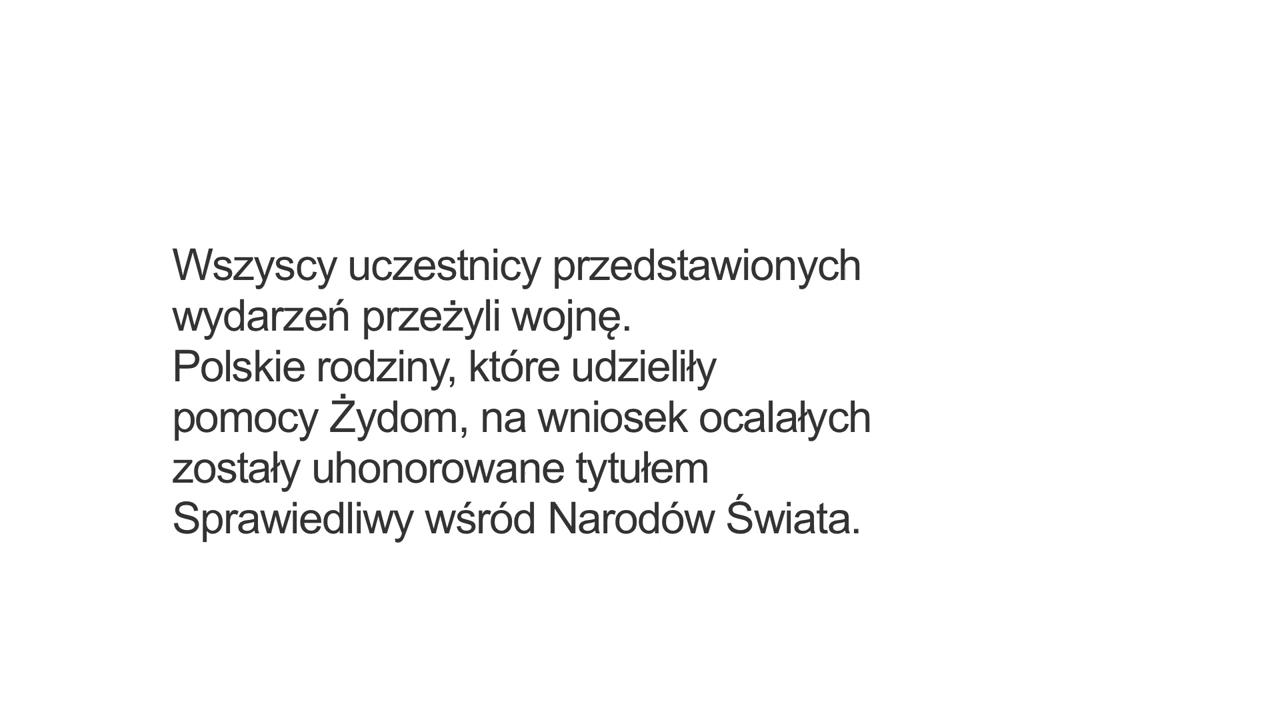 Wszyscy uczestnicy przedstawionych
wydarzeń przeżyli wojnę.
Polskie rodziny, które udzieliły
pomocy Żydom, na wniosek ocalałych
zostały uhonorowane tytułem
Sprawiedliwy wśród Narodów Świata.